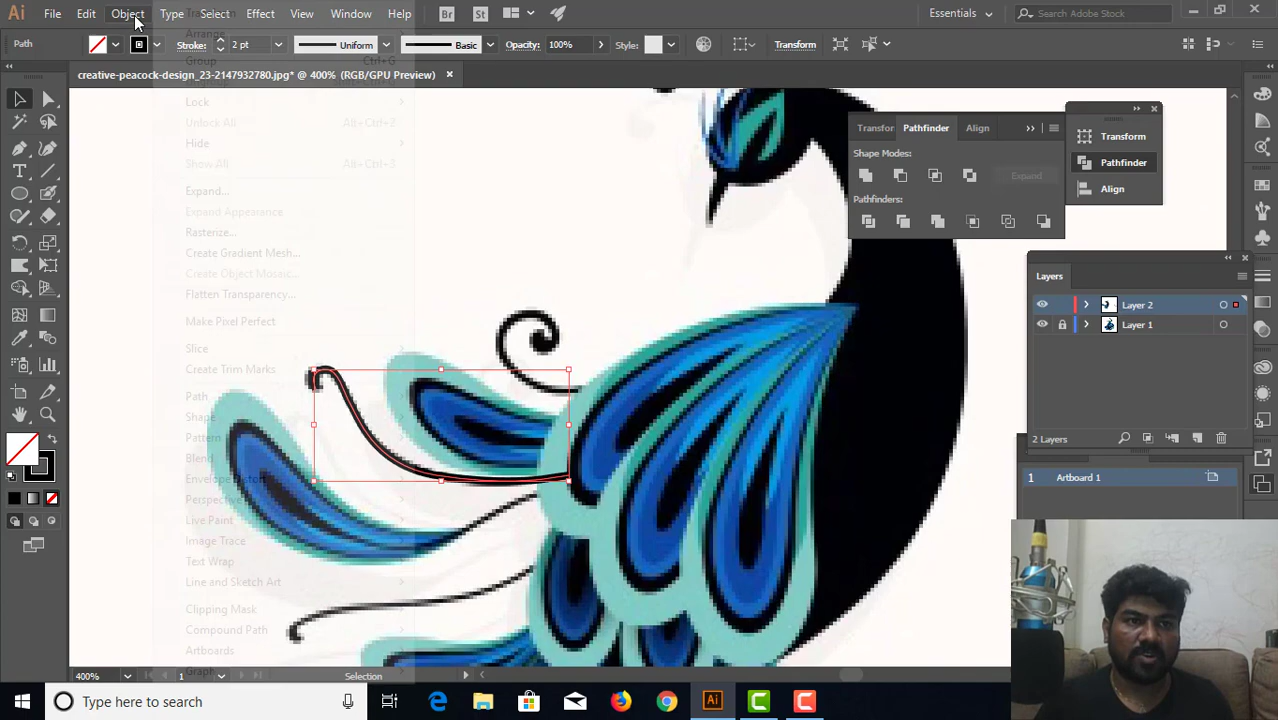 Ai File Edit Object Type Select Effect View Window Help Br St Essentials Search Adobe Stock
Path Stroke: 2 pt Uniform Basic Opacity: 100% Style: Transform
creative-peacock-design_23-2147932780.jpg* @ 400% (RGB/GPU Preview)
Transform
Arrange
Group Ctrl+G
Lock
Unlock All Alt+Ctrl+2
Hide
Show All Alt+Ctrl+3
Expand...
Expand Appearance
Rasterize...
Create Gradient Mesh...
Create Object Mosaic...
Flatten Transparency...
Make Pixel Perfect
Slice
Create Trim Marks
Path
Shape
Pattern
Blend
Envelope Distort
Perspective
Live Paint
Image Trace
Text Wrap
Line and Sketch Art
Clipping Mask
Compound Path
Artboards
Graph
Transfor Pathfinder Align
Shape Modes:
Expand
Pathfinders:
Transform
Pathfinder
Align
Layers
Layer 2
Layer 1
2 Layers
1 Artboard 1
400% 1 Selection
Type here to search
Ai